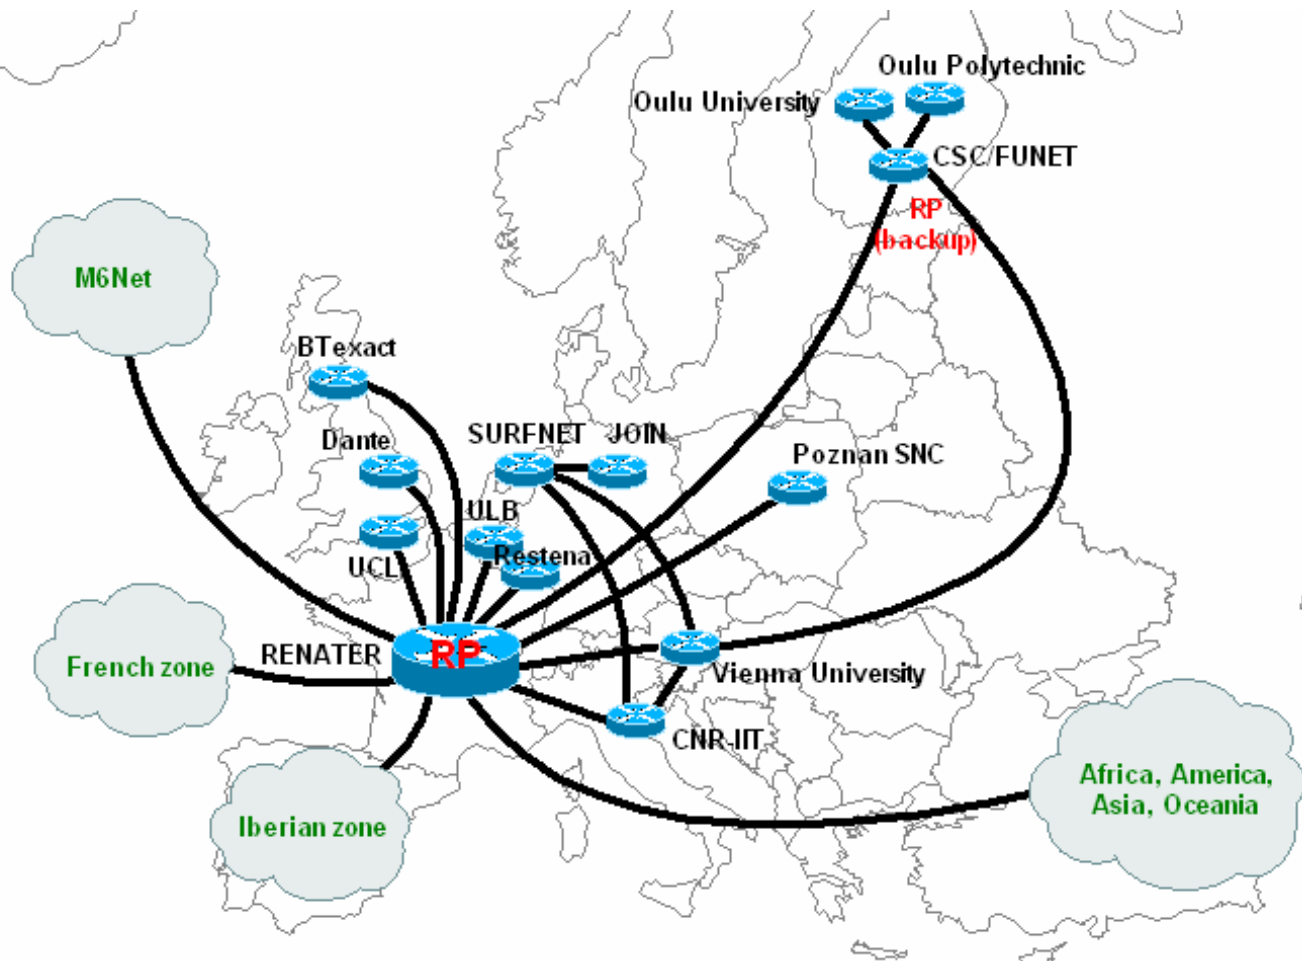 Oulu Polytechnic
Oulu University
CSC/FUNET
RP
(backup)
M6Net
BTexact
Dante
SURFNET
JOIN
Poznan SNC
ULB
UCL
Restena
RENATER
RP
French zone
Vienna University
CNR-IIT
Africa, America,
Asia, Oceania
Iberian zone